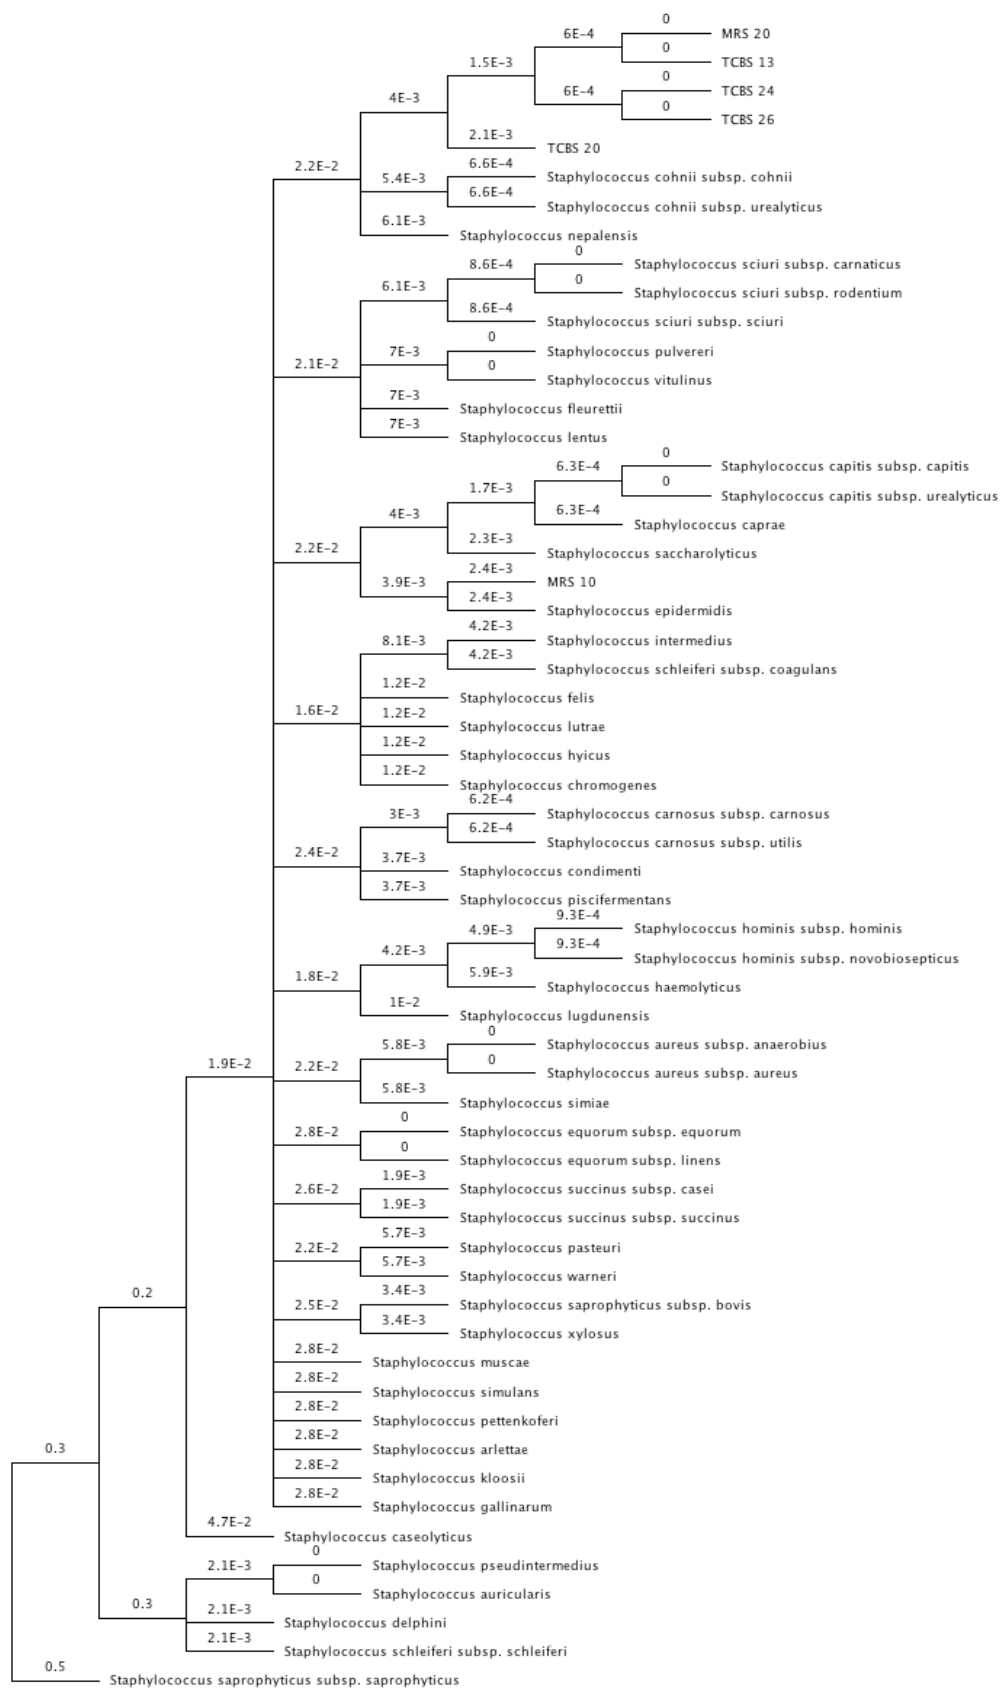 0
6E-4 MRS 20
0
1.5E-3 TCBS 13
0
6E-4 TCBS 24
4E-3 0
TCBS 26
2.1E-3
TCBS 20
2.2E-2 6.6E-4
5.4E-3 Staphylococcus cohnii subsp. cohnii
6.6E-4
Staphylococcus cohnii subsp. urealyticus
6.1E-3
Staphylococcus nepalensis
0
8.6E-4 Staphylococcus sciuri subsp. carnaticus
0
6.1E-3 Staphylococcus sciuri subsp. rodentium
8.6E-4
Staphylococcus sciuri subsp. sciuri
0
7E-3 Staphylococcus pulvereri
2.1E-2 0
Staphylococcus vitulinus
7E-3
Staphylococcus fleurettii
7E-3
Staphylococcus lentus
0
6.3E-4 Staphylococcus capitis subsp. capitis
0
1.7E-3 Staphylococcus capitis subsp. urealyticus
6.3E-4
4E-3 Staphylococcus caprae
2.3E-3
2.2E-2 Staphylococcus saccharolyticus
2.4E-3
3.9E-3 MRS 10
2.4E-3
Staphylococcus epidermidis
4.2E-3
8.1E-3 Staphylococcus intermedius
4.2E-3
Staphylococcus schleiferi subsp. coagulans
1.2E-2
Staphylococcus felis
1.6E-2 1.2E-2
Staphylococcus lutrae
1.2E-2
Staphylococcus hyicus
1.2E-2
Staphylococcus chromogenes
6.2E-4
3E-3 Staphylococcus carnosus subsp. carnosus
6.2E-4
Staphylococcus carnosus subsp. utilis
2.4E-2 3.7E-3
Staphylococcus condimenti
3.7E-3
Staphylococcus piscifermentans
9.3E-4
4.9E-3 Staphylococcus hominis subsp. hominis
9.3E-4
4.2E-3 Staphylococcus hominis subsp. novobiosepticus
5.9E-3
1.8E-2 Staphylococcus haemolyticus
1E-2
Staphylococcus lugdunensis
0
5.8E-3 Staphylococcus aureus subsp. anaerobius
0
1.9E-2 2.2E-2 Staphylococcus aureus subsp. aureus
5.8E-3
Staphylococcus simiae
0
2.8E-2 Staphylococcus equorum subsp. equorum
0
Staphylococcus equorum subsp. linens
1.9E-3
2.6E-2 Staphylococcus succinus subsp. casei
1.9E-3
Staphylococcus succinus subsp. succinus
5.7E-3
2.2E-2 Staphylococcus pasteuri
5.7E-3
Staphylococcus warneri
0.2 3.4E-3
2.5E-2 Staphylococcus saprophyticus subsp. bovis
3.4E-3
Staphylococcus xylosus
2.8E-2
Staphylococcus muscae
2.8E-2
Staphylococcus simulans
2.8E-2
Staphylococcus pettenkoferi
2.8E-2
0.3 Staphylococcus arlettae
2.8E-2
Staphylococcus kloosii
2.8E-2
Staphylococcus gallinarum
4.7E-2
Staphylococcus caseolyticus
0
2.1E-3 Staphylococcus pseudintermedius
0
Staphylococcus auricularis
0.3 2.1E-3
Staphylococcus delphini
2.1E-3
Staphylococcus schleiferi subsp. schleiferi
0.5
Staphylococcus saprophyticus subsp. saprophyticus